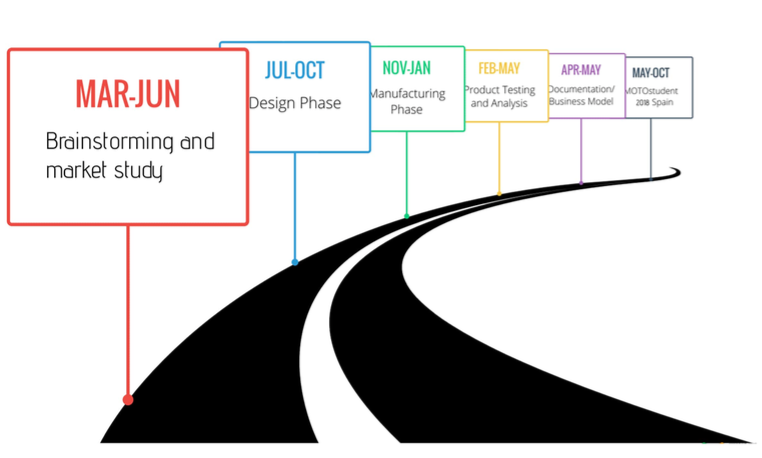 MAR-JUN
Brainstorming and
market study
JUL-OCT
Design Phase
NOV-JAN
Manufacturing
Phase
FEB-MAY
Product Testing
and Analysis
APR-MAY
Documentation/
Business Model
MAY-OCT
MOTOstudent
2018 Spain